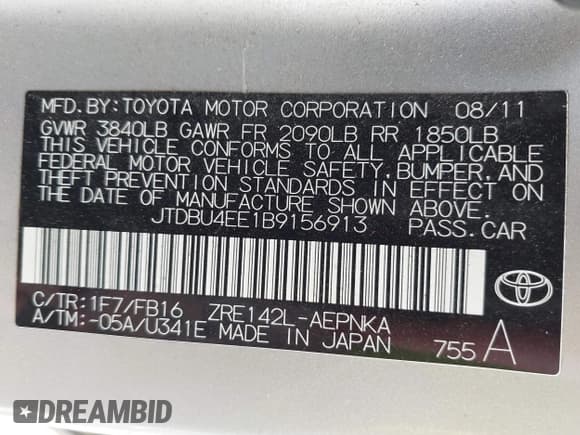 MFD.BY:TOYOTA MOTOR CORPORATION 08/11
GVWR 3840LB GAWR FR 2090LB RR 1850LB
THIS VEHICLE CONFORMS TO ALL APPLICABLE
FEDERAL MOTOR VEHICLE SAFETY, BUMPER, AND
THEFT PREVENTION STANDARDS IN EFFECT ON
THE DATE OF MANUFACTURE SHOWN ABOVE.
JTDBU4EE1B9156913 PASS.CAR
C/TR:1F7/FB16 ZRE142L-AEPNKA
A/TM:-05A/U341E MADE IN JAPAN 755 A
TOYOTA
DREAMBID